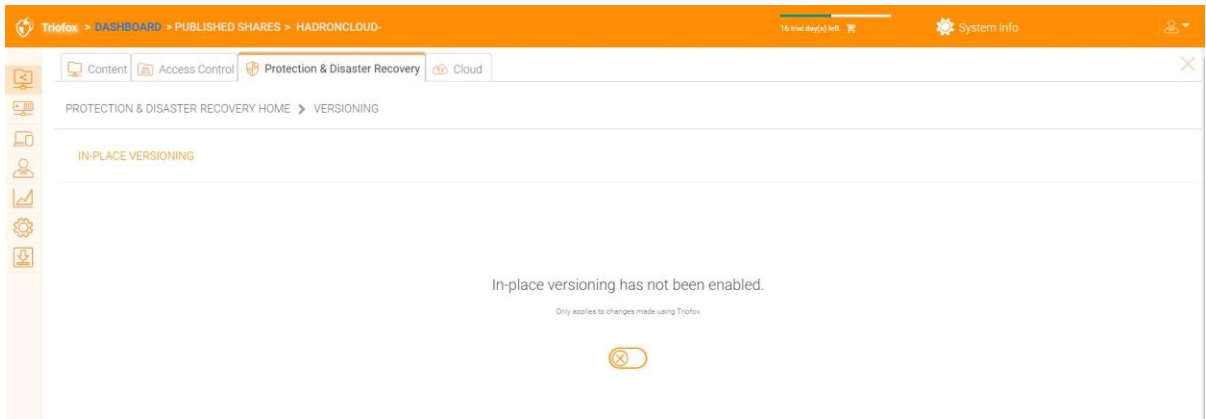 Triofox > DASHBOARD > PUBLISHED SHARES > HADRONCLOUD-
16 trial day(s) left.
System Info
Content
Access Control
Protection & Disaster Recovery
Cloud
PROTECTION & DISASTER RECOVERY HOME > VERSIONING
IN-PLACE VERSIONING
In-place versioning has not been enabled.
Only applies to changes made using Triofox